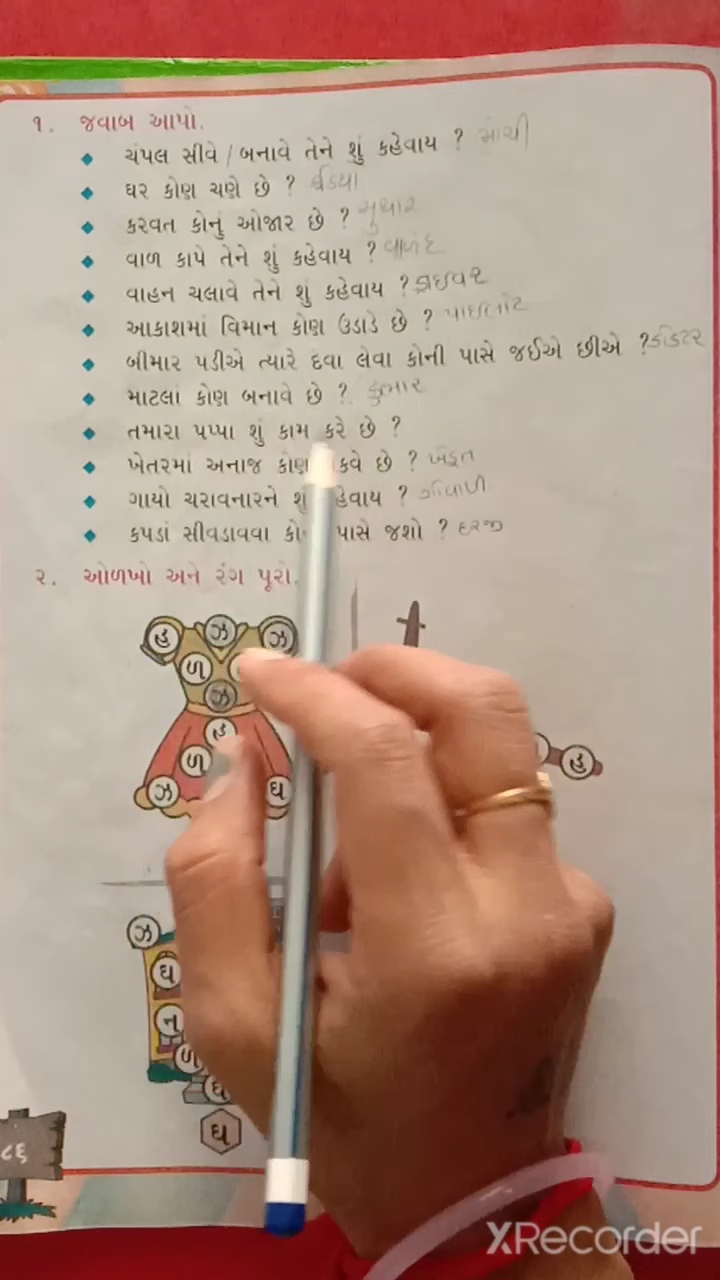 ૧. જવાબ આપો.
◆ ચંપલ સીવે / બનાવે તેને શું કહેવાય ? મોચી
◆ ઘર કોણ ચણે છે ? કડિયા
◆ કરવત કોનું ઓજાર છે ? સુથાર
◆ વાળ કાપે તેને શું કહેવાય ? વાળંદ
◆ વાહન ચલાવે તેને શું કહેવાય ? ડ્રાઇવર
◆ આકાશમાં વિમાન કોણ ઉડાડે છે ? પાઇલોટ
◆ બીમાર પડીએ ત્યારે દવા લેવા કોની પાસે જઈએ છીએ ?
◆ માટલાં કોણ બનાવે છે ? કુંભાર
◆ તમારા પપ્પા શું કામ કરે છે ?
◆ ખેતરમાં અનાજ કોણ કવે છે ? ખેડૂત
◆ ગાયો ચરાવનારને શું હેવાય ? ગોવાળ
◆ કપડાં સીવડાવવા કો પાસે જશો ? દરજી
૨. ઓળખો અને રંગ પૂરો.
હ ઝ ઝ
ળ
ઝ
હ
ળ
ઝ ઘ
હ
ઝ
ઘ
ન
ળ
ઘ
ઘ
૮૬
XRecorder